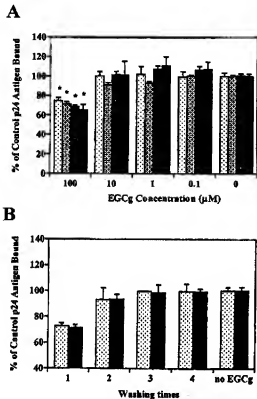 A
% of Control p24 Antigen Bound
140
120
100
80
60
40
20
0
* * * *
100 10 1 0.1 0
EGCg Concentration (μM)
B
% of Control p24 Antigen Bound
140
120
100
80
60
40
1 2 3 4 no EGCg
Washing times